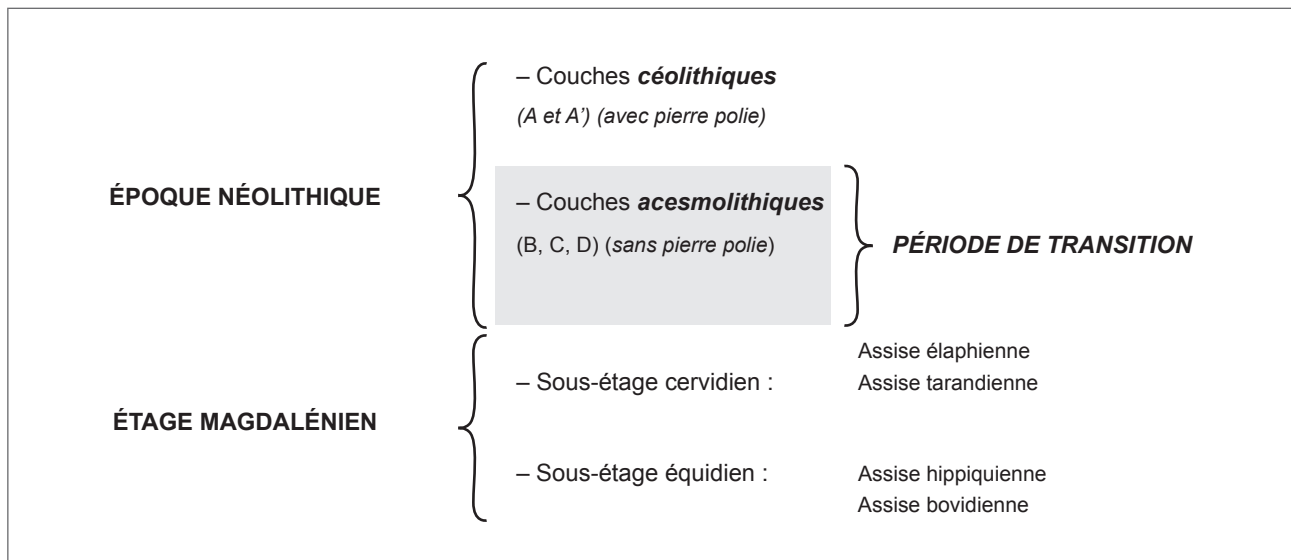 – Couches céolithiques
(A et A’) (avec pierre polie)
ÉPOQUE NÉOLITHIQUE
– Couches acesmolithiques
(B, C, D) (sans pierre polie)
PÉRIODE DE TRANSITION
Assise élaphienne
– Sous-étage cervidien :
Assise tarandienne
ÉTAGE MAGDALÉNIEN
– Sous-étage équidien :
Assise hippiquienne
Assise bovidienne